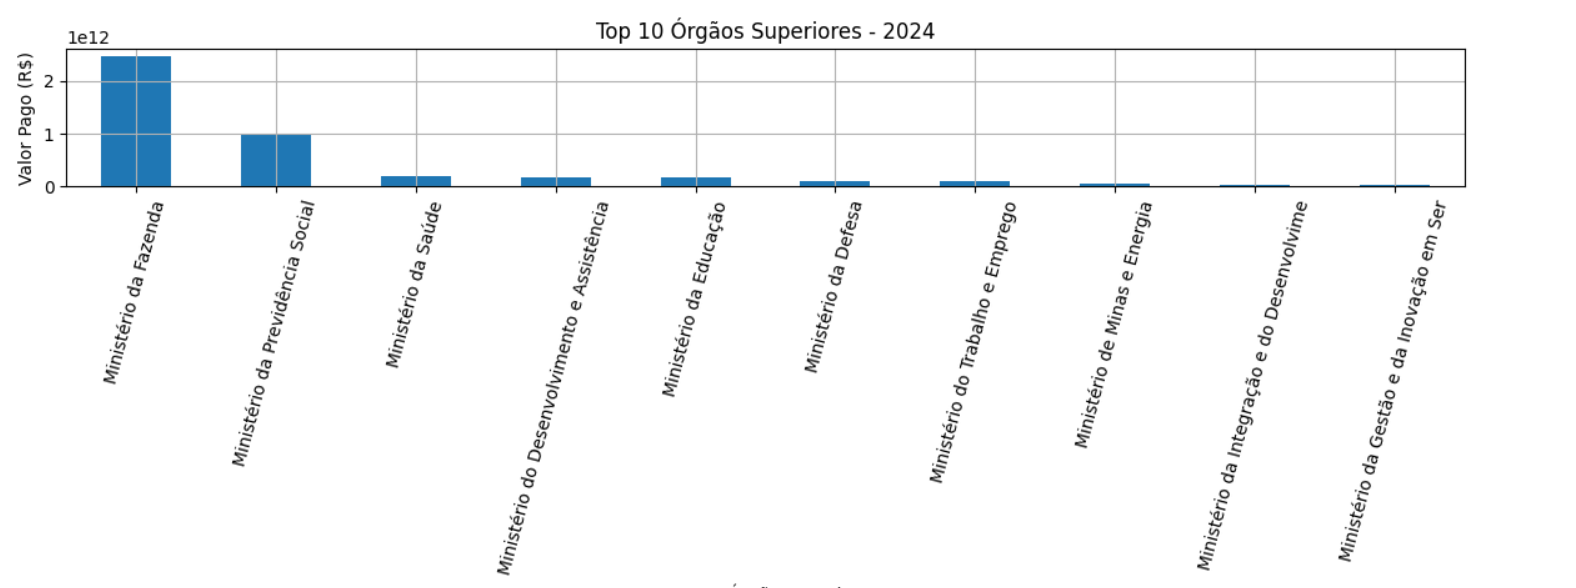 Top 10 Órgãos Superiores - 2024
1e12
Valor Pago (R$)
2
1
0
Ministério da Fazenda
Ministério da Previdência Social
Ministério da Saúde
Ministério do Desenvolvimento e Assistência
Ministério da Educação
Ministério da Defesa
Ministério do Trabalho e Emprego
Ministério de Minas e Energia
Ministério da Integração e do Desenvolvime
Ministério da Gestão e da Inovação em Ser